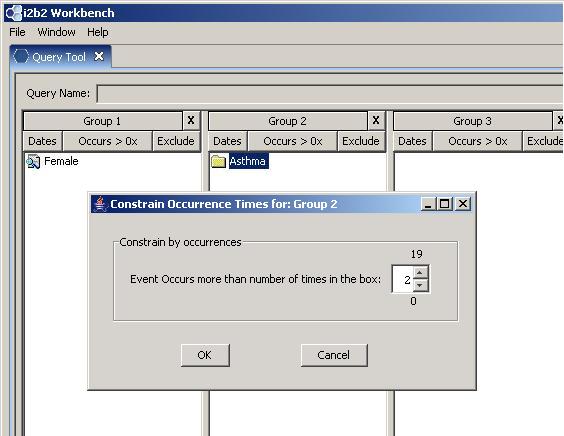 i2b2 Workbench
File Window Help
Query Tool X
Query Name:
Group 1 X Group 2 X Group 3 X
Dates Occurs > 0x Exclude Dates Occurs > 0x Exclude Dates Occurs > 0x Exclude
Female Asthma
Constrain Occurrence Times for: Group 2
Constrain by occurrences
19
Event Occurs more than number of times in the box: 2
0
OK Cancel